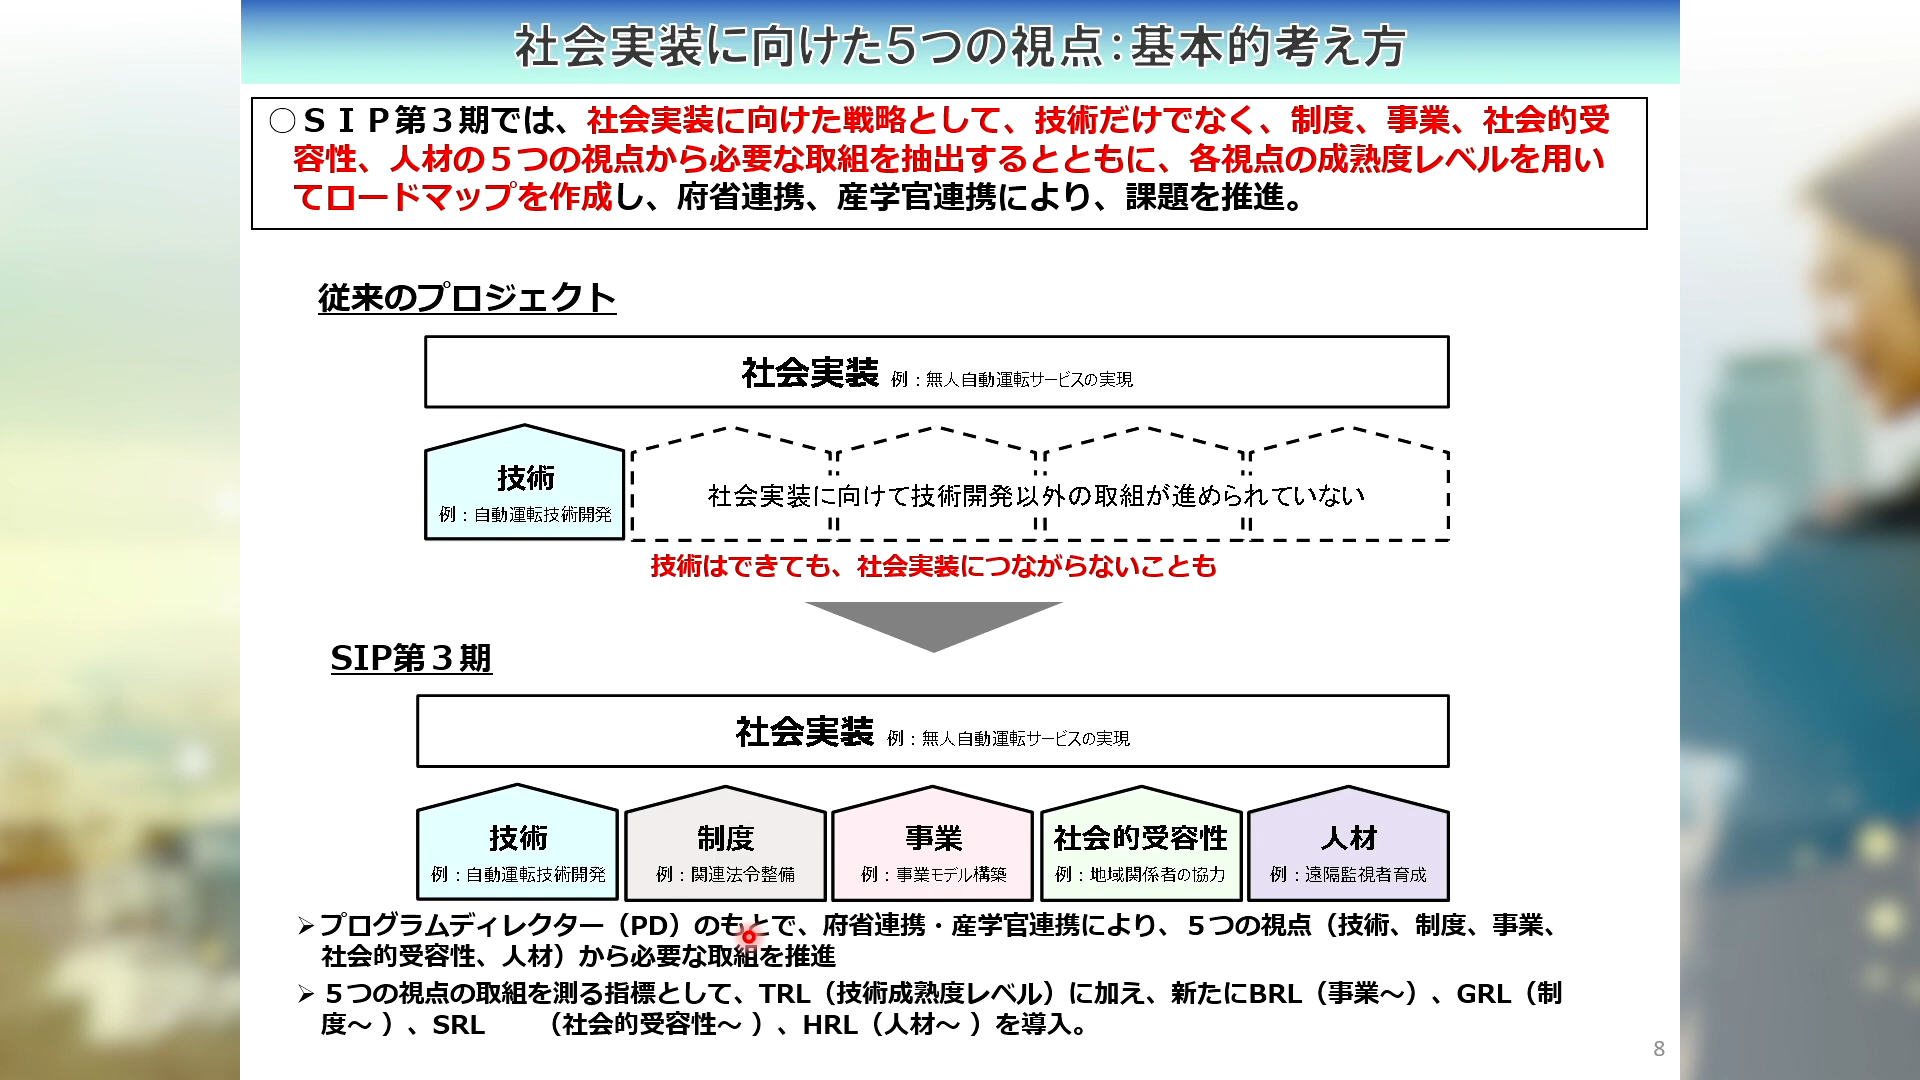 社会実装に向けた5つの視点：基本的考え方
○ＳＩＰ第３期では、社会実装に向けた戦略として、技術だけでなく、制度、事業、社会的受
容性、人材の５つの視点から必要な取組を抽出するとともに、各視点の成熟度レベルを用い
てロードマップを作成し、府省連携、産学官連携により、課題を推進。
従来のプロジェクト
社会実装 例：無人自動運転サービスの実現
技術
例：自動運転技術開発
社会実装に向けて技術開発以外の取組が進められていない
技術はできても、社会実装につながらないことも
SIP第３期
社会実装 例：無人自動運転サービスの実現
技術
例：自動運転技術開発
制度
例：関連法令整備
事業
例：事業モデル構築
社会的受容性
例：地域関係者の協力
人材
例：遠隔監視者育成
➢プログラムディレクター（PD）のもとで、府省連携・産学官連携により、５つの視点（技術、制度、事業、
社会的受容性、人材）から必要な取組を推進
➢５つの視点の取組を測る指標として、TRL（技術成熟度レベル）に加え、新たにBRL（事業～）、GRL（制
度～ ）、SRL　　（社会的受容性～ ）、HRL（人材～ ）を導入。
8